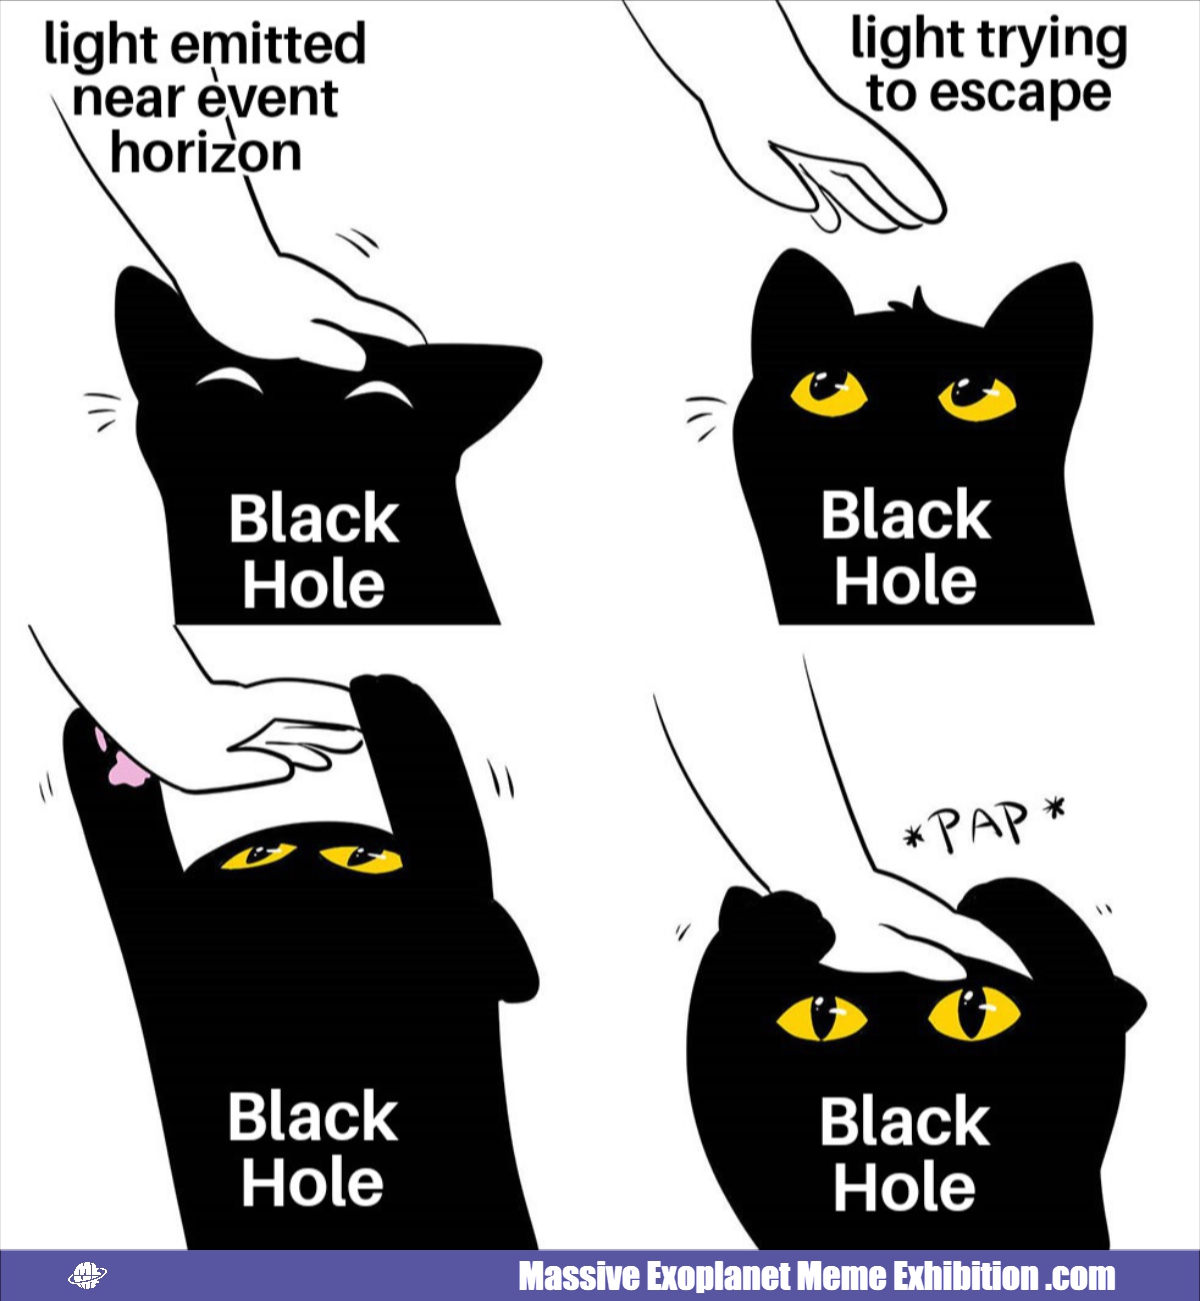 light emitted
near event
horizon
light trying
to escape
Black
Hole
Black
Hole
*PAP*
Black
Hole
Black
Hole
Massive Exoplanet Meme Exhibition .com